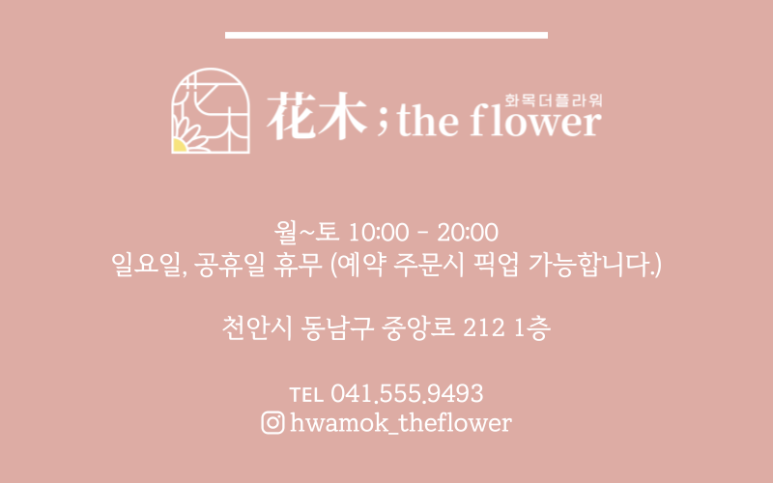 花木
화목더플라워
花木 ; the flower
월~토 10:00 - 20:00
일요일, 공휴일 휴무 (예약 주문시 픽업 가능합니다.)
천안시 동남구 중앙로 212 1층
TEL 041.555.9493
hwamok_theflower